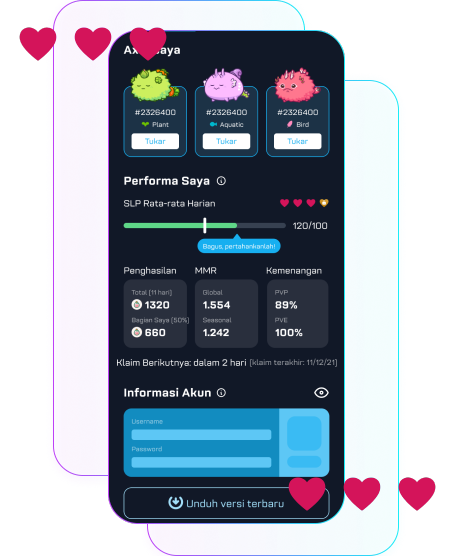 Ax aya
#2326400 #2326400 #2326400
Plant Aquatic Bird
Tukar Tukar Tukar
Performa Saya
SLP Rata-rata Harian
120/100
Bagus, pertahankanlah!
Penghasilan MMR Kemenangan
Total (11 hari) Global PVP
1320 1.554 89%
Bagian Saya (50%) Seasonal PVE
660 1.242 100%
Klaim Berikutnya: dalam 2 hari (klaim terakhir: 11/12/21)
Informasi Akun
Username
Password
Unduh versi terbaru